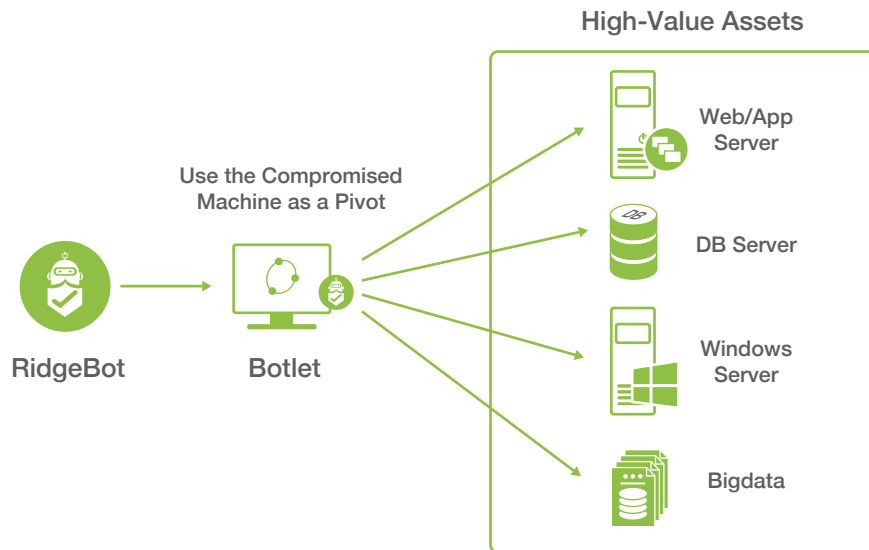 High-Value Assets
Web/App
Server
Use the Compromised
Machine as a Pivot
DB
DB Server
RidgeBot
Botlet
Windows
Server
Bigdata